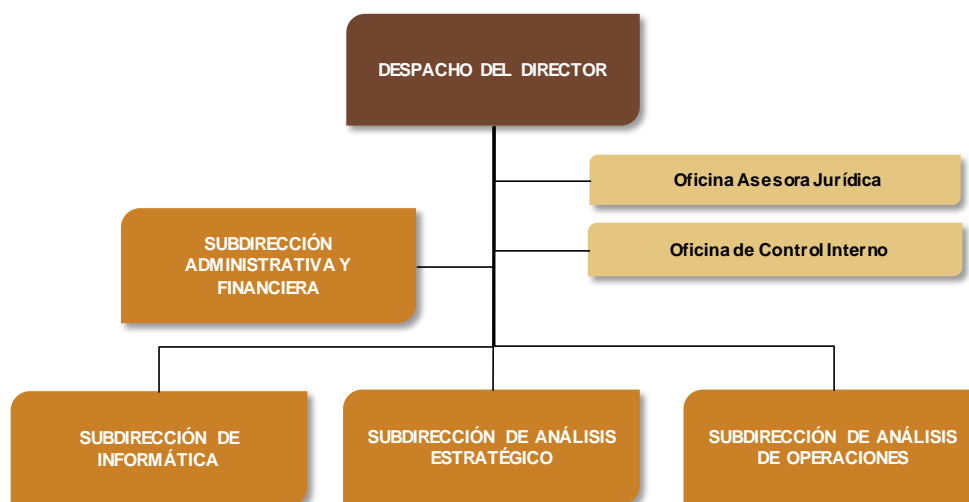 DESPACHO DEL DIRECTOR
Oficina Asesora Jurídica
Oficina de Control Interno
SUBDIRECCIÓN
ADMINISTRATIVA Y
FINANCIERA
SUBDIRECCIÓN DE
INFORMÁTICA
SUBDIRECCIÓN DE ANÁLISIS
ESTRATÉGICO
SUBDIRECCIÓN DE ANÁLISIS
DE OPERACIONES